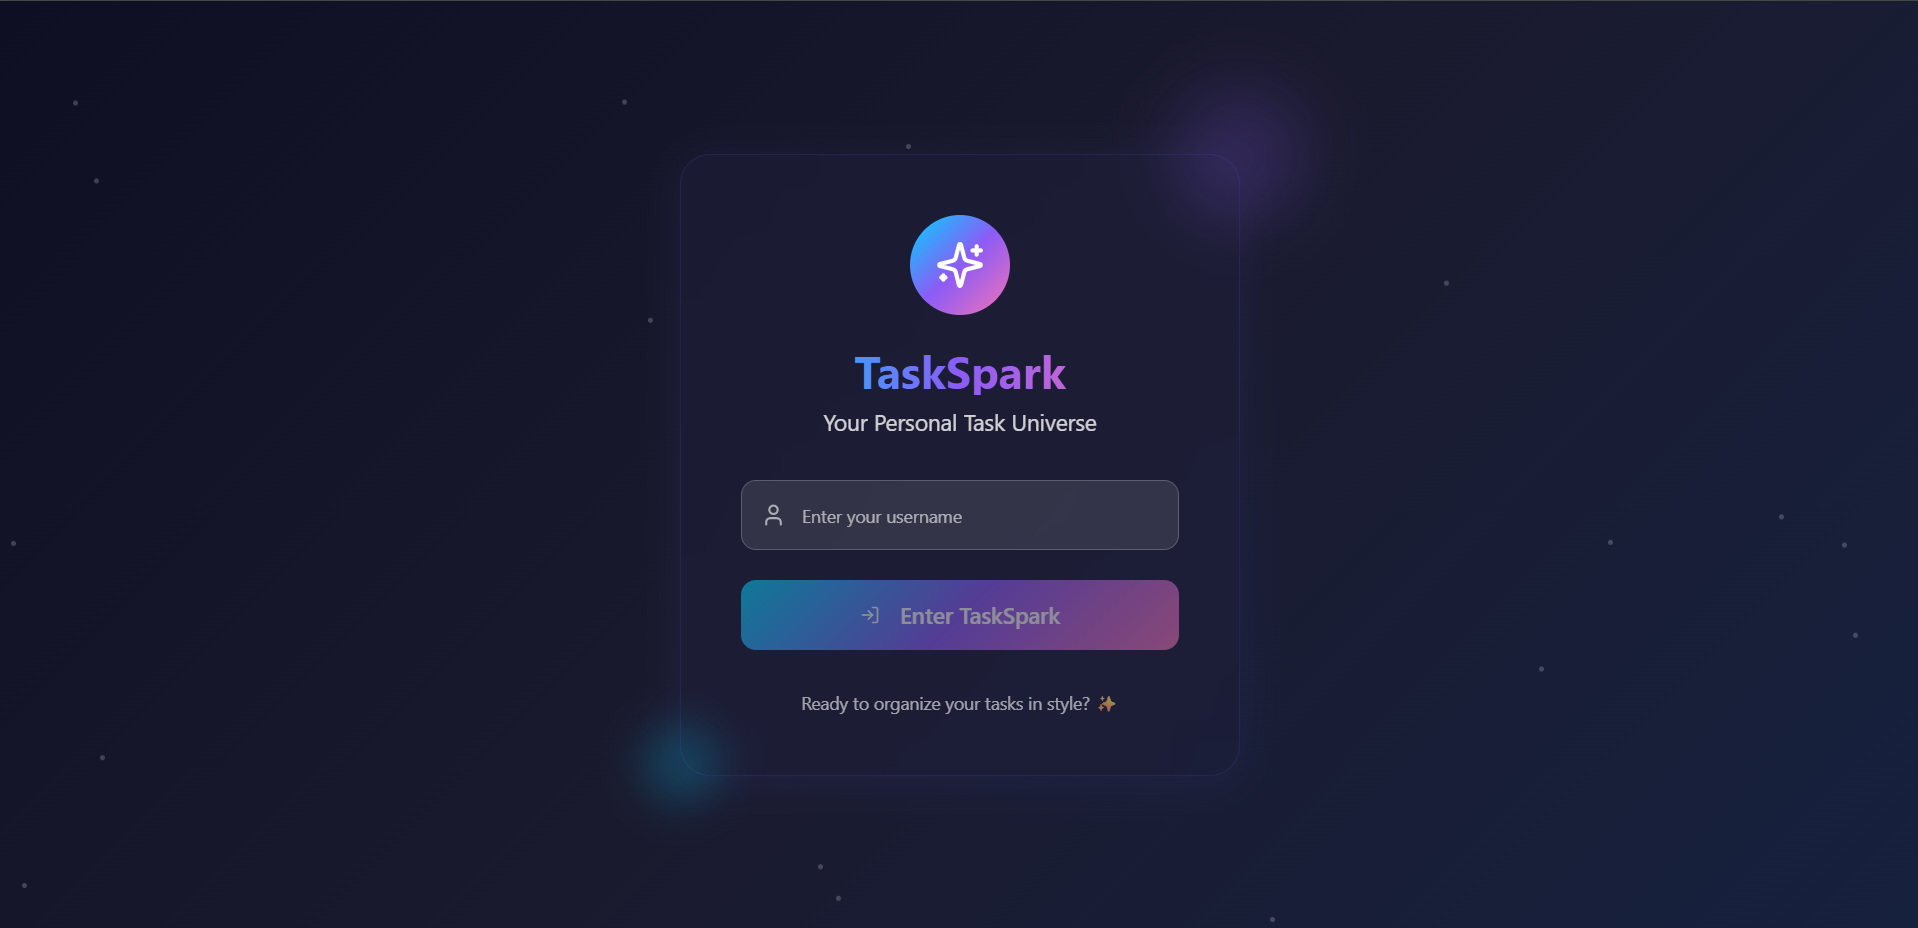 TaskSpark
Your Personal Task Universe
Enter your username
Enter TaskSpark
Ready to organize your tasks in style? ✨